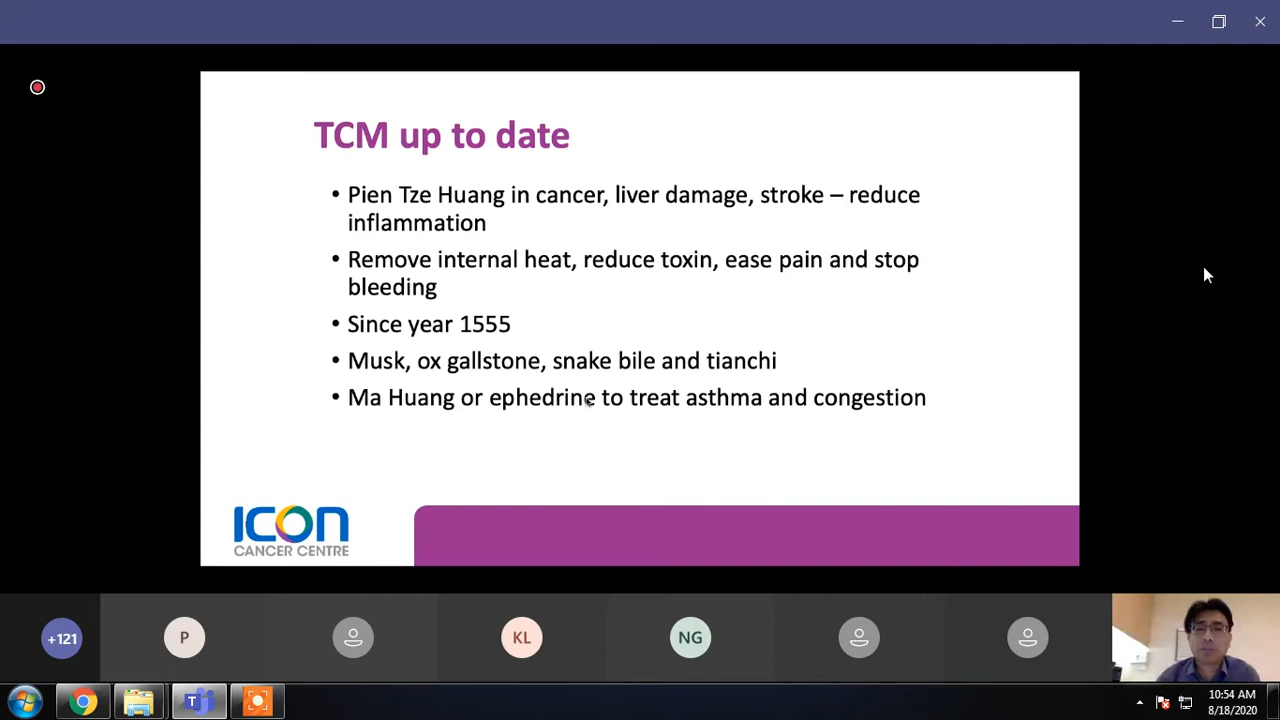 TCM up to date
• Pien Tze Huang in cancer, liver damage, stroke – reduce
inflammation
• Remove internal heat, reduce toxin, ease pain and stop
bleeding
• Since year 1555
• Musk, ox gallstone, snake bile and tianchi
• Ma Huang or ephedrine to treat asthma and congestion
ICON
CANCER CENTRE
+121
P
KL
NG
10:54 AM
8/18/2020